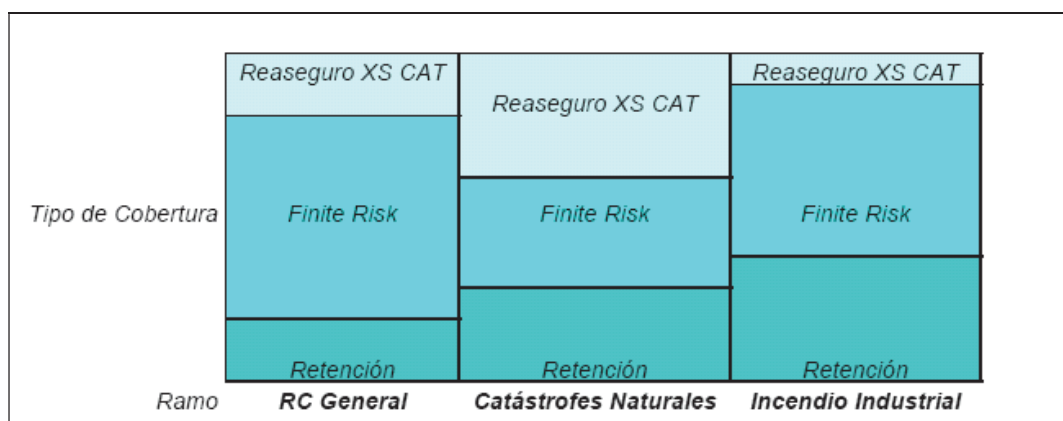 Reaseguro XS CAT
Reaseguro XS CAT
Reaseguro XS CAT
Tipo de Cobertura
Finite Risk
Finite Risk
Finite Risk
Retención
Retención
Retención
Ramo
RC General
Catástrofes Naturales
Incendio Industrial